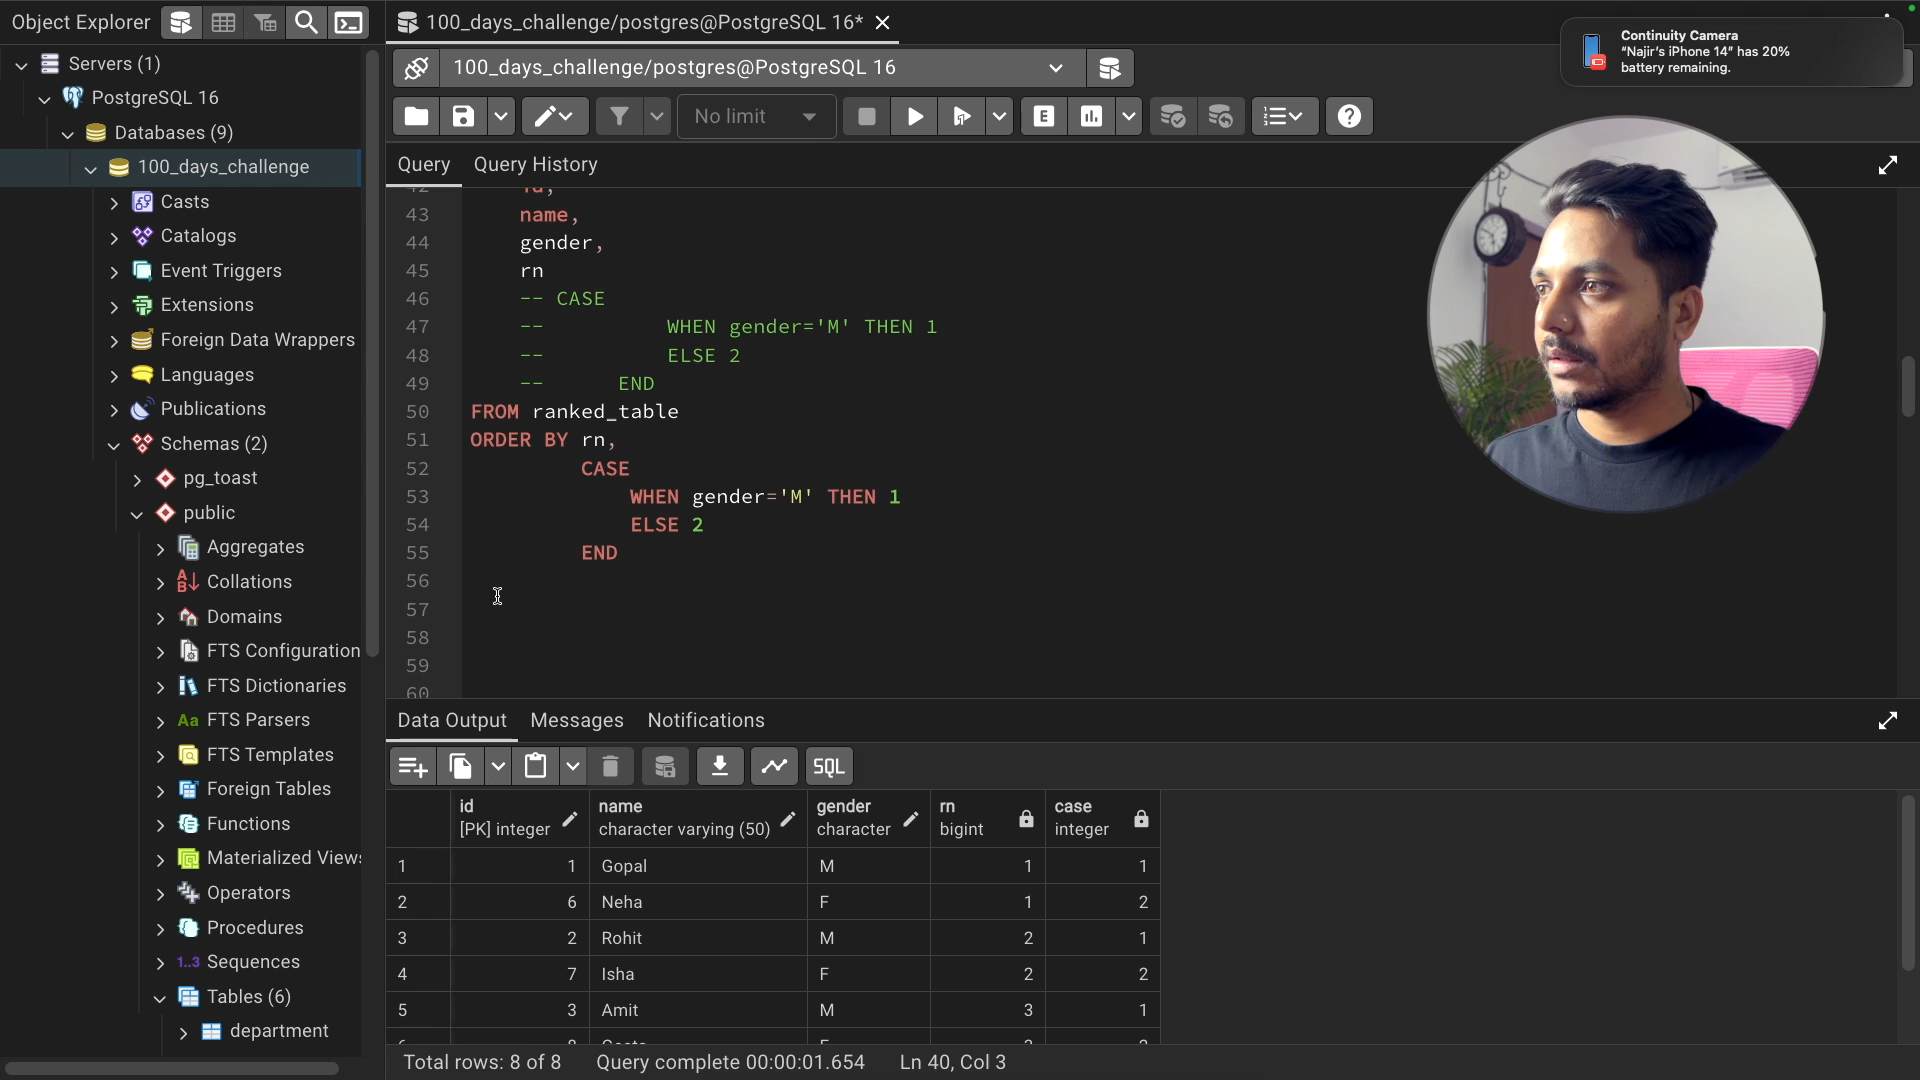 Object Explorer
Servers (1)
PostgreSQL 16
Databases (9)
100_days_challenge
Casts
Catalogs
Event Triggers
Extensions
Foreign Data Wrappers
Languages
Publications
Schemas (2)
pg_toast
public
Aggregates
Collations
Domains
FTS Configuration
FTS Dictionaries
FTS Parsers
FTS Templates
Foreign Tables
Functions
Materialized Views
Operators
Procedures
Sequences
Tables (6)
department
100_days_challenge/postgres@PostgreSQL 16*
100_days_challenge/postgres@PostgreSQL 16
No limit
Continuity Camera
“Najir’s iPhone 14” has 20%
battery remaining.
Query Query History
42 id,
43 name,
44 gender,
45 rn
46 -- CASE
47 -- WHEN gender='M' THEN 1
48 -- ELSE 2
49 -- END
50 FROM ranked_table
51 ORDER BY rn,
52 CASE
53 WHEN gender='M' THEN 1
54 ELSE 2
55 END
56
57
58
59
60
Data Output Messages Notifications
SQL
id name gender rn case
[PK] integer character varying (50) character bigint integer
1 1 Gopal M 1 1
2 6 Neha F 1 2
3 2 Rohit M 2 1
4 7 Isha F 2 2
5 3 Amit M 3 1
Total rows: 8 of 8 Query complete 00:00:01.654 Ln 40, Col 3